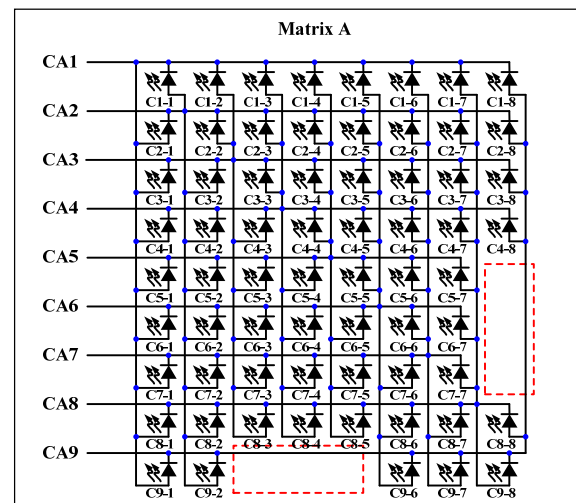 Matrix A
CA1
C1-1 C1-2 C1-3 C1-4 C1-5 C1-6 C1-7 C1-8
CA2
C2-1 C2-2 C2-3 C2-4 C2-5 C2-6 C2-7 C2-8
CA3
C3-1 C3-2 C3-3 C3-4 C3-5 C3-6 C3-7 C3-8
CA4
C4-1 C4-2 C4-3 C4-4 C4-5 C4-6 C4-7 C4-8
CA5
C5-1 C5-2 C5-3 C5-4 C5-5 C5-6 C5-7
CA6
C6-1 C6-2 C6-3 C6-4 C6-5 C6-6 C6-7
CA7
C7-1 C7-2 C7-3 C7-4 C7-5 C7-6 C7-7
CA8
C8-1 C8-2 C8-3 C8-4 C8-5 C8-6 C8-7 C8-8
CA9
C9-1 C9-2 C9-6 C9-7 C9-8